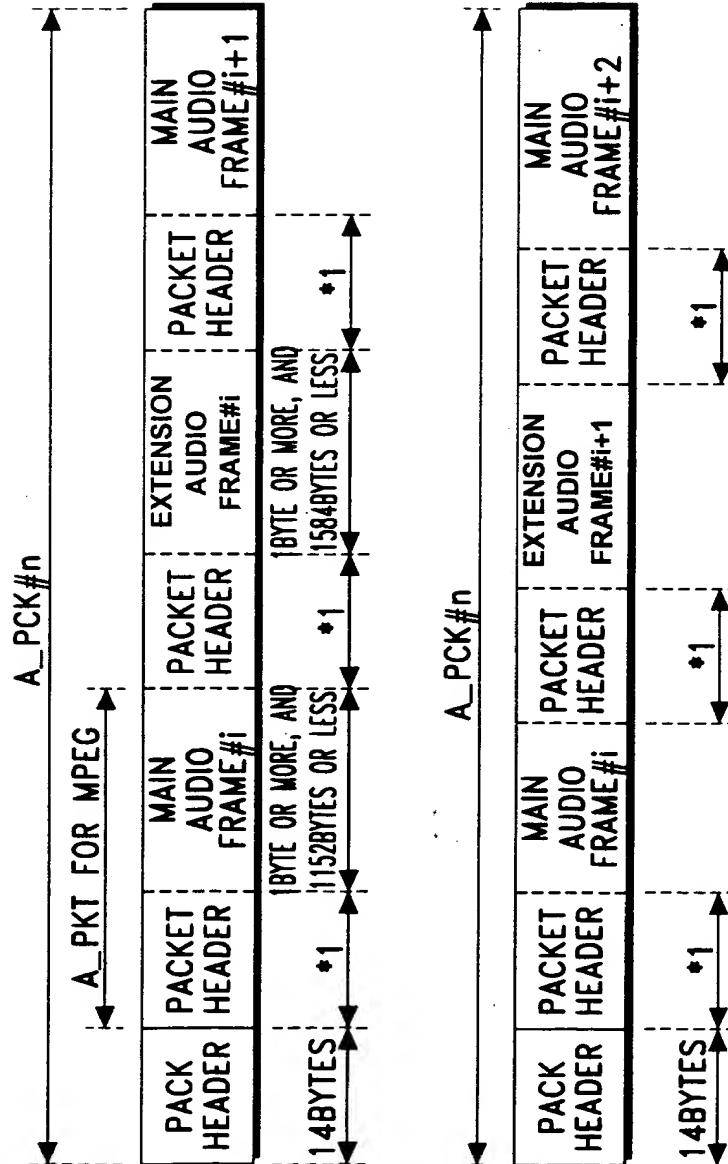 A_PCK#n
A_PKT FOR MPEG
PACK
HEADER
PACKET
HEADER
MAIN
AUDIO
FRAME#i
PACKET
HEADER
EXTENSION
AUDIO
FRAME#i
PACKET
HEADER
MAIN
AUDIO
FRAME#i+1
14BYTES
*1
1BYTE OR MORE, AND
1152BYTES OR LESS
*1
1BYTE OR MORE, AND
1584BYTES OR LESS
*1
A_PCK#n
PACK
HEADER
PACKET
HEADER
MAIN
AUDIO
FRAME#i
PACKET
HEADER
EXTENSION
AUDIO
FRAME#i+1
PACKET
HEADER
MAIN
AUDIO
FRAME#i+2
14BYTES
*1
*1
*1